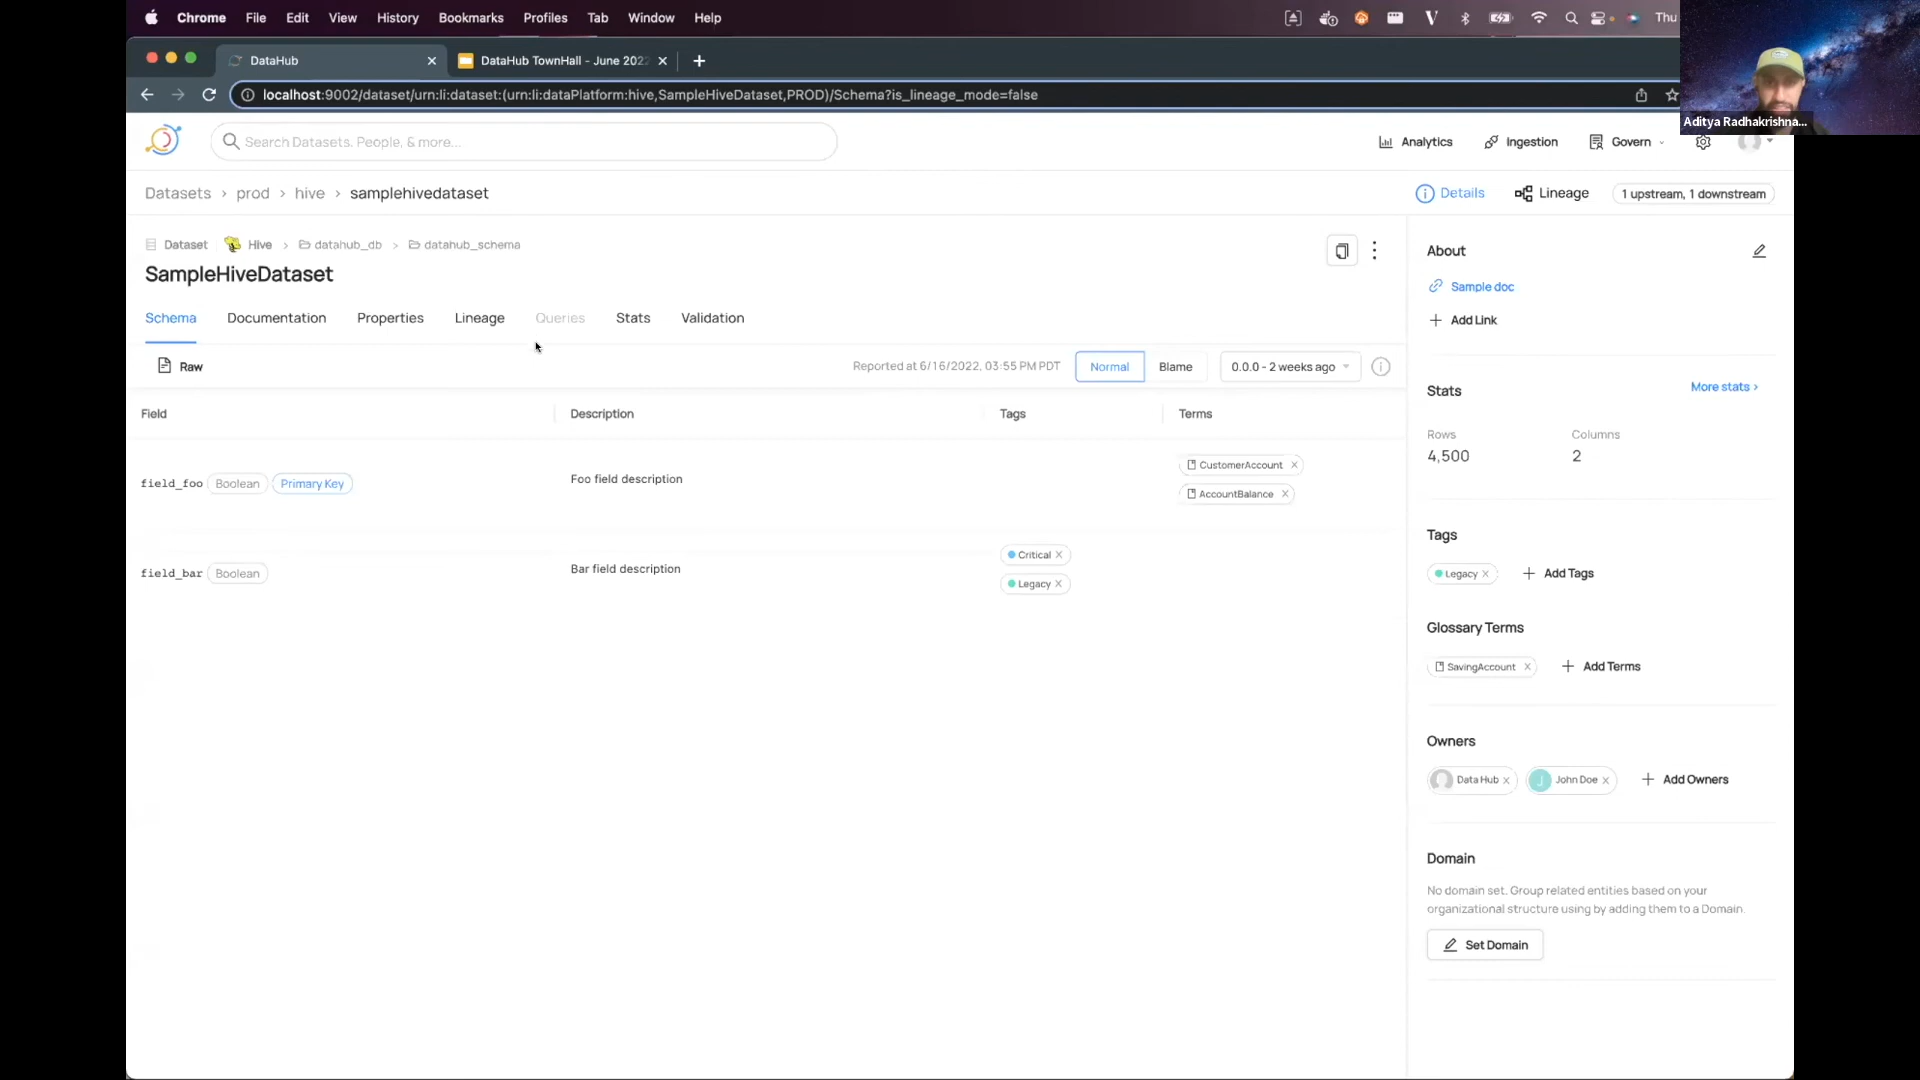 Chrome File Edit View History Bookmarks Profiles Tab Window Help Thu
DataHub DataHub TownHall - June 202
localhost:9002/dataset/urn:li:dataset:(urn:li:dataPlatform:hive,SampleHiveDataset,PROD)/Schema?is_lineage_mode=false
Aditya Radhakrishna...
Search Datasets, People, & more...
Analytics Ingestion Govern
Datasets > prod > hive > samplehivedataset
Details Lineage 1 upstream, 1 downstream
Dataset Hive > datahub_db > datahub_schema
SampleHiveDataset
Schema Documentation Properties Lineage Queries Stats Validation
Raw Reported at 6/16/2022, 03:55 PM PDT Normal Blame 0.0.0 - 2 weeks ago
Field Description Tags Terms
field_foo Boolean Primary Key Foo field description CustomerAccount
AccountBalance
field_bar Boolean Bar field description Critical
Legacy
About
Sample doc
+ Add Link
Stats More stats >
Rows Columns
4,500 2
Tags
Legacy + Add Tags
Glossary Terms
SavingAccount + Add Terms
Owners
Data Hub J John Doe + Add Owners
Domain
No domain set. Group related entities based on your
organizational structure using by adding them to a Domain.
Set Domain